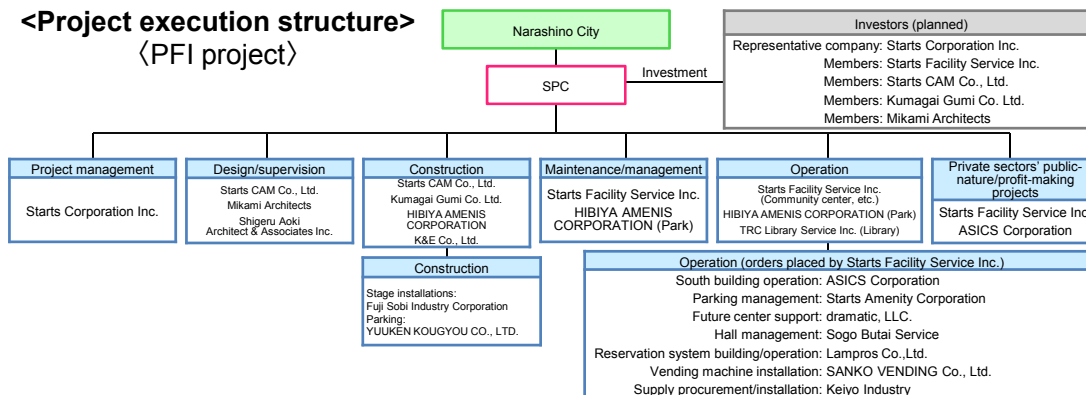 <Project execution structure>
〈PFI project〉
Narashino City
SPC
Investment
Investors (planned)
Representative company: Starts Corporation Inc.
Members: Starts Facility Service Inc.
Members: Starts CAM Co., Ltd.
Members: Kumagai Gumi Co. Ltd.
Members: Mikami Architects
Project management
Starts Corporation Inc.
Design/supervision
Starts CAM Co., Ltd.
Mikami Architects
Shigeru Aoki
Architect & Associates Inc.
Construction
Starts CAM Co., Ltd.
Kumagai Gumi Co. Ltd.
HIBIYA AMENIS
CORPORATION
K&E Co., Ltd.
Construction
Stage installations:
Fuji Sobi Industry Corporation
Parking:
YUUKEN KOUGYOU CO., LTD.
Maintenance/management
Starts Facility Service Inc.
HIBIYA AMENIS
CORPORATION (Park)
Operation
Starts Facility Service Inc.
(Community center, etc.)
HIBIYA AMENIS CORPORATION (Park)
TRC Library Service Inc. (Library)
Private sectors' public-
nature/profit-making
projects
Starts Facility Service Inc.
ASICS Corporation
Operation (orders placed by Starts Facility Service Inc.)
South building operation: ASICS Corporation
Parking management: Starts Amenity Corporation
Future center support: dramatic, LLC.
Hall management: Sogo Butai Service
Reservation system building/operation: Lampros Co.,Ltd.
Vending machine installation: SANKO VENDING Co., Ltd.
Supply procurement/installation: Keiyo Industry